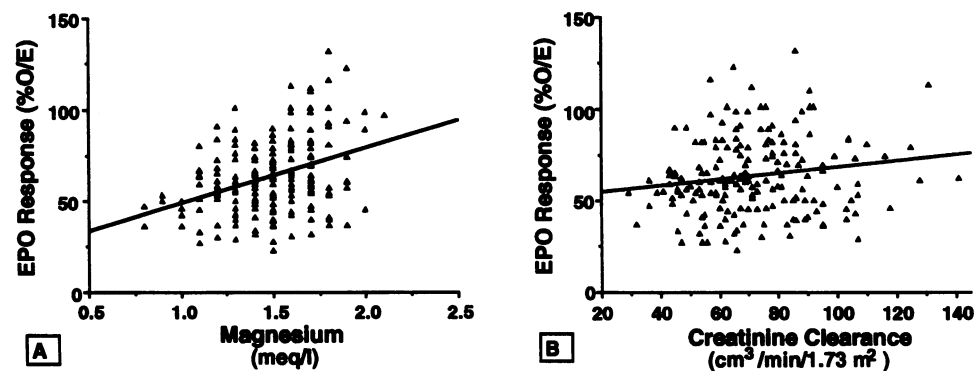 150
100
50
0
EPO Response (%O/E)
0.5 1.0 1.5 2.0 2.5
Magnesium
(meq/l)
A
150
100
50
0
EPO Response (%O/E)
20 40 60 80 100 120 140
Creatinine Clearance
(cm³/min/1.73 m²)
B